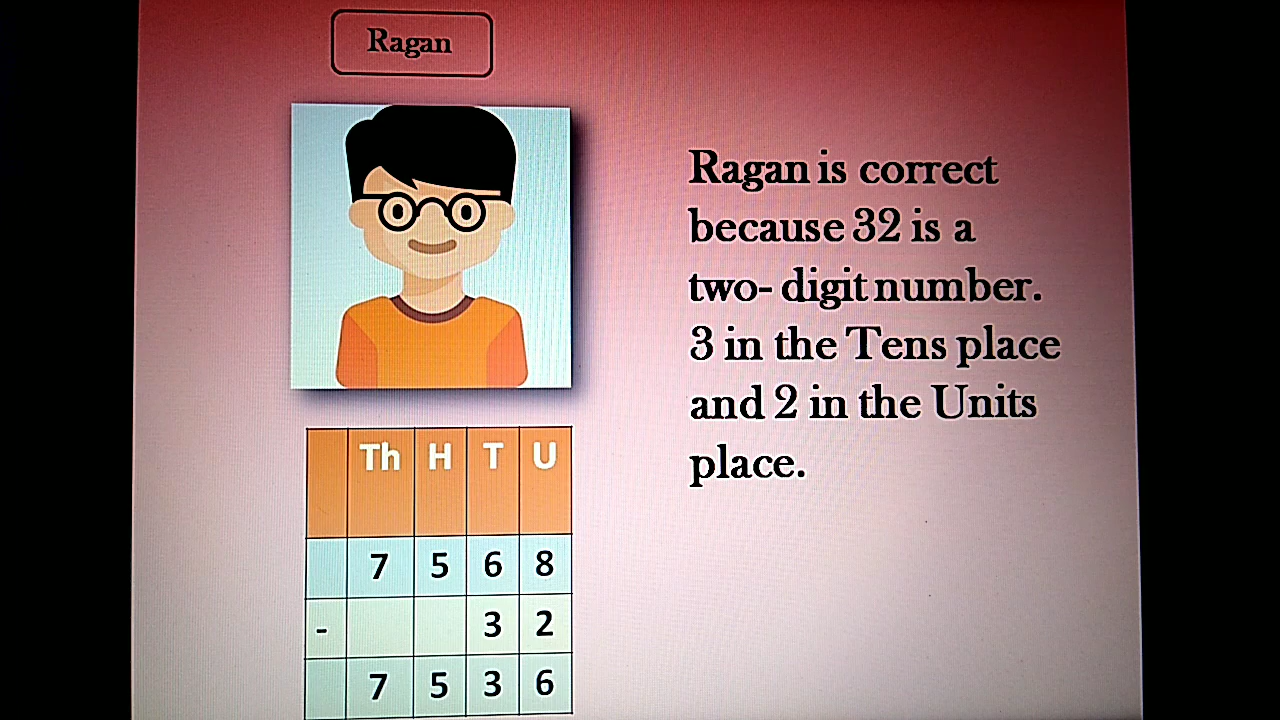 Ragan
Ragan is correct
because 32 is a
two- digit number.
3 in the Tens place
and 2 in the Units
place.
Th H T U
7 5 6 8
- 3 2
7 5 3 6